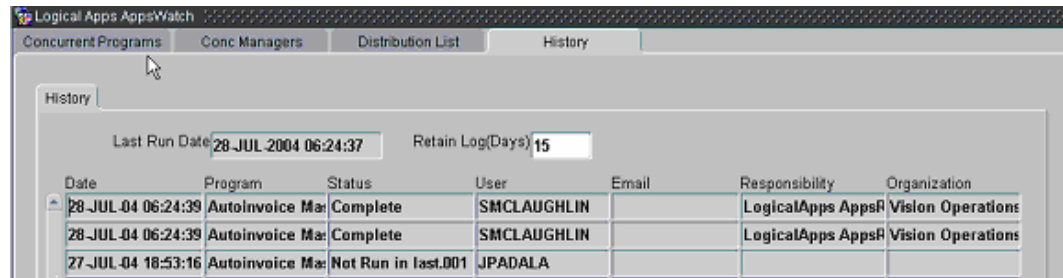 Logical Apps AppsWatch
Concurrent Programs Conc Managers Distribution List History
History
Last Run Date 28-JUL-2004 06:24:37 Retain Log(Days) 15
Date Program Status User Email Responsibility Organization
28-JUL-04 06:24:39 Autoinvoice Mas Complete SMCLAUGHLIN LogicalApps AppsR Vision Operations
28-JUL-04 06:24:39 Autoinvoice Mas Complete SMCLAUGHLIN LogicalApps AppsR Vision Operations
27-JUL-04 18:53:16 Autoinvoice Mas Not Run in last.001 JPADALA